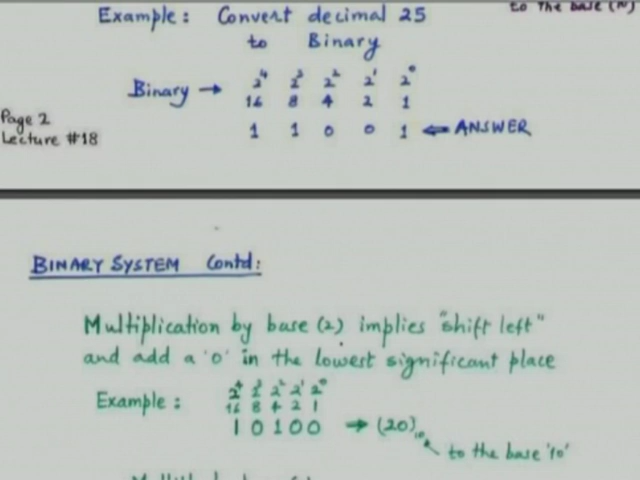 to the base (N)
Example: Convert decimal 25
to Binary
Binary → 2⁴ 2³ 2² 2¹ 2⁰
16 8 4 2 1
Page 2
Lecture #18
1 1 0 0 1 ⇐ ANSWER
BINARY SYSTEM Contd:
Multiplication by base (2) implies "shift left"
and add a '0' in the lowest significant place
Example: 2⁴ 2³ 2² 2¹ 2⁰
16 8 4 2 1
1 0 1 0 0 → (20)₁₀
to the base '10'